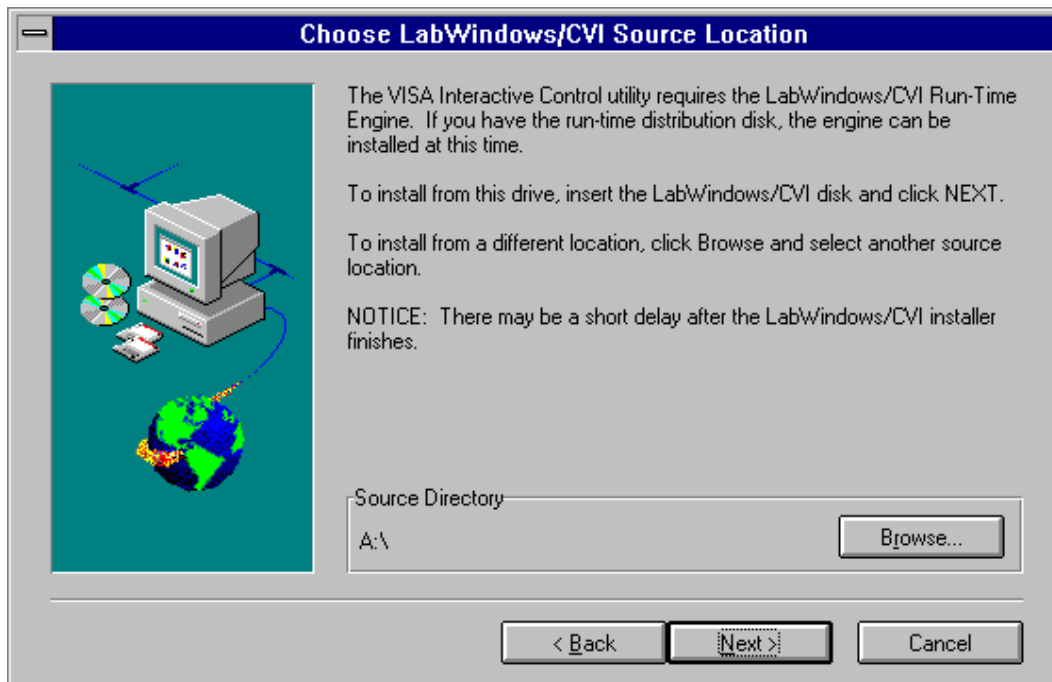 Choose LabWindows/CVI Source Location
The VISA Interactive Control utility requires the LabWindows/CVI Run-Time
Engine.  If you have the run-time distribution disk, the engine can be
installed at this time.
To install from this drive, insert the LabWindows/CVI disk and click NEXT.
To install from a different location, click Browse and select another source
location.
NOTICE:  There may be a short delay after the LabWindows/CVI installer
finishes.
Source Directory
A:\
Browse...
< Back
Next >
Cancel